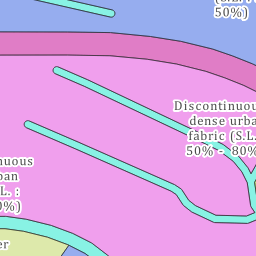 50%)
Discontinuou
dense urba
fabric (S.L.
50% - 80%
nuous
ban
L. :
0%)
er